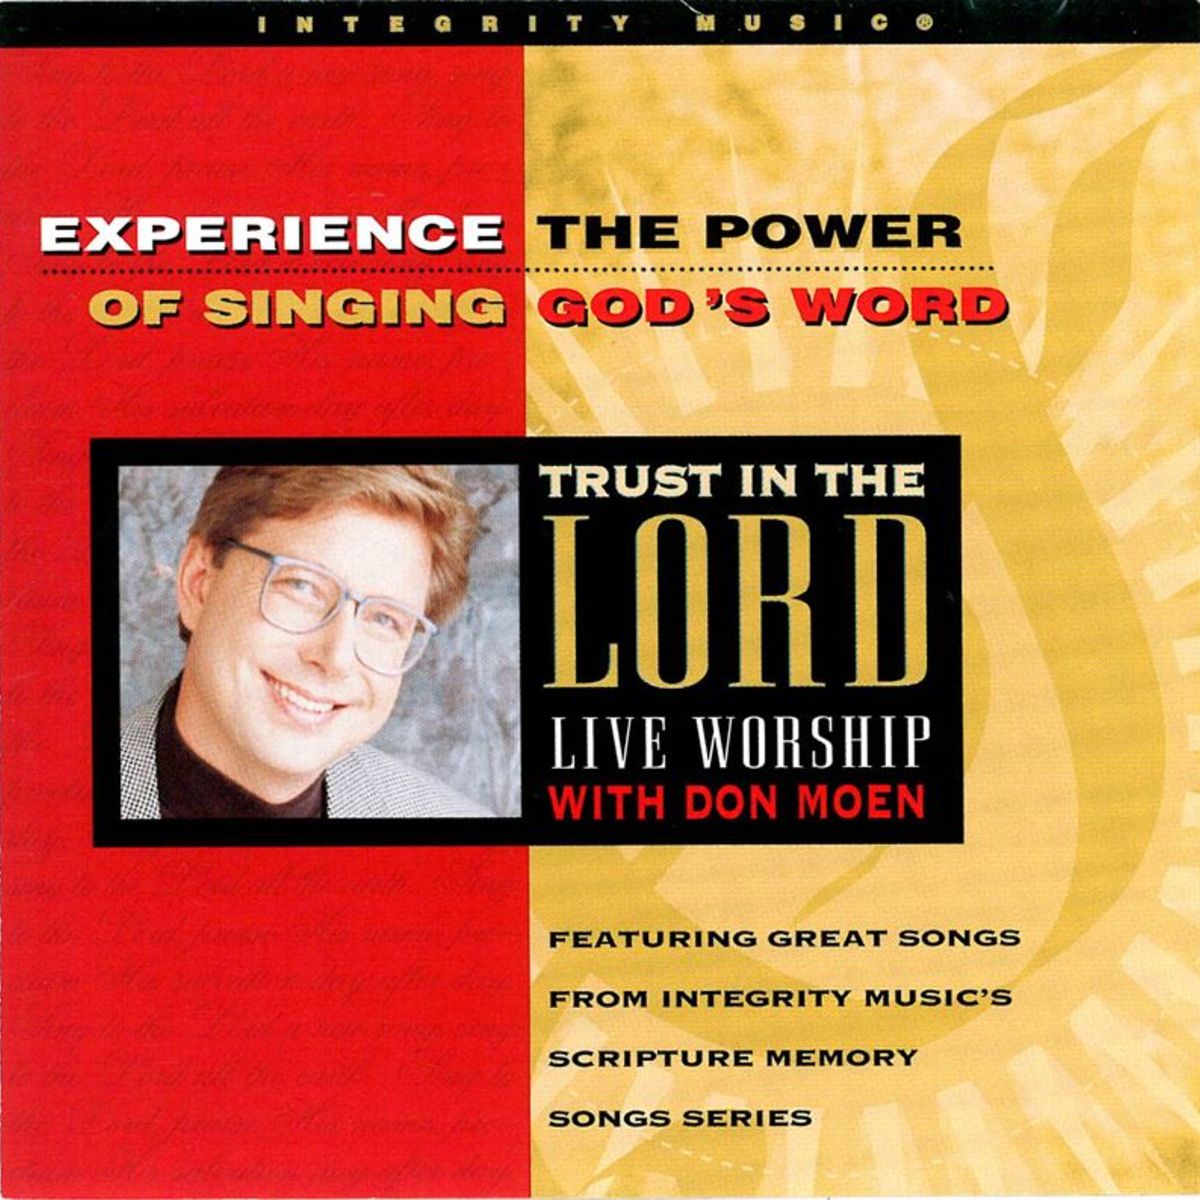 INTEGRITY MUSIC®
EXPERIENCE THE POWER
OF SINGING GOD'S WORD
TRUST IN THE
LORD
LIVE WORSHIP
WITH DON MOEN
FEATURING GREAT SONGS
FROM INTEGRITY MUSIC'S
SCRIPTURE MEMORY
SONGS SERIES